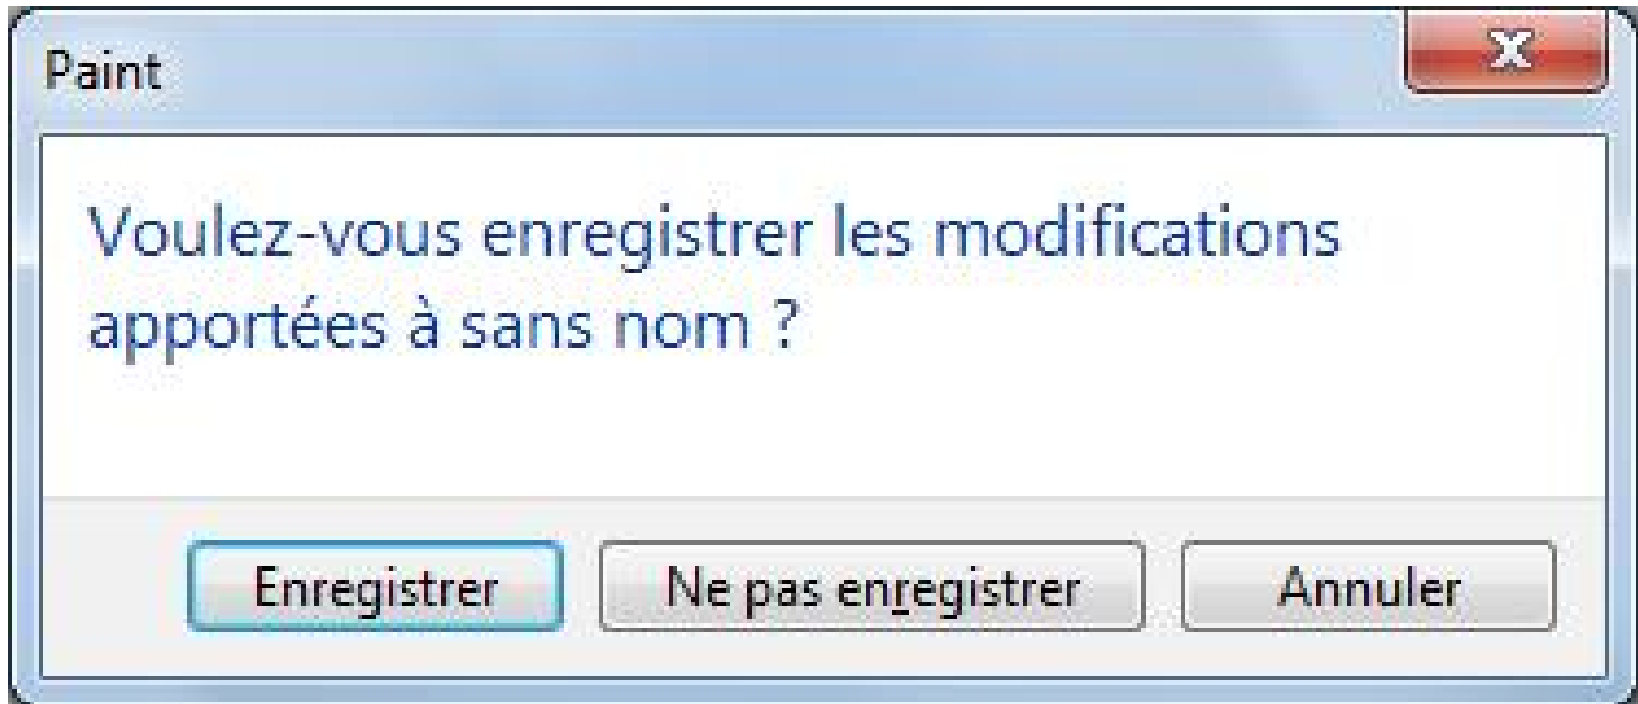 Paint
Voulez-vous enregistrer les modifications
apportées à sans nom ?
Enregistrer
Ne pas enregistrer
Annuler